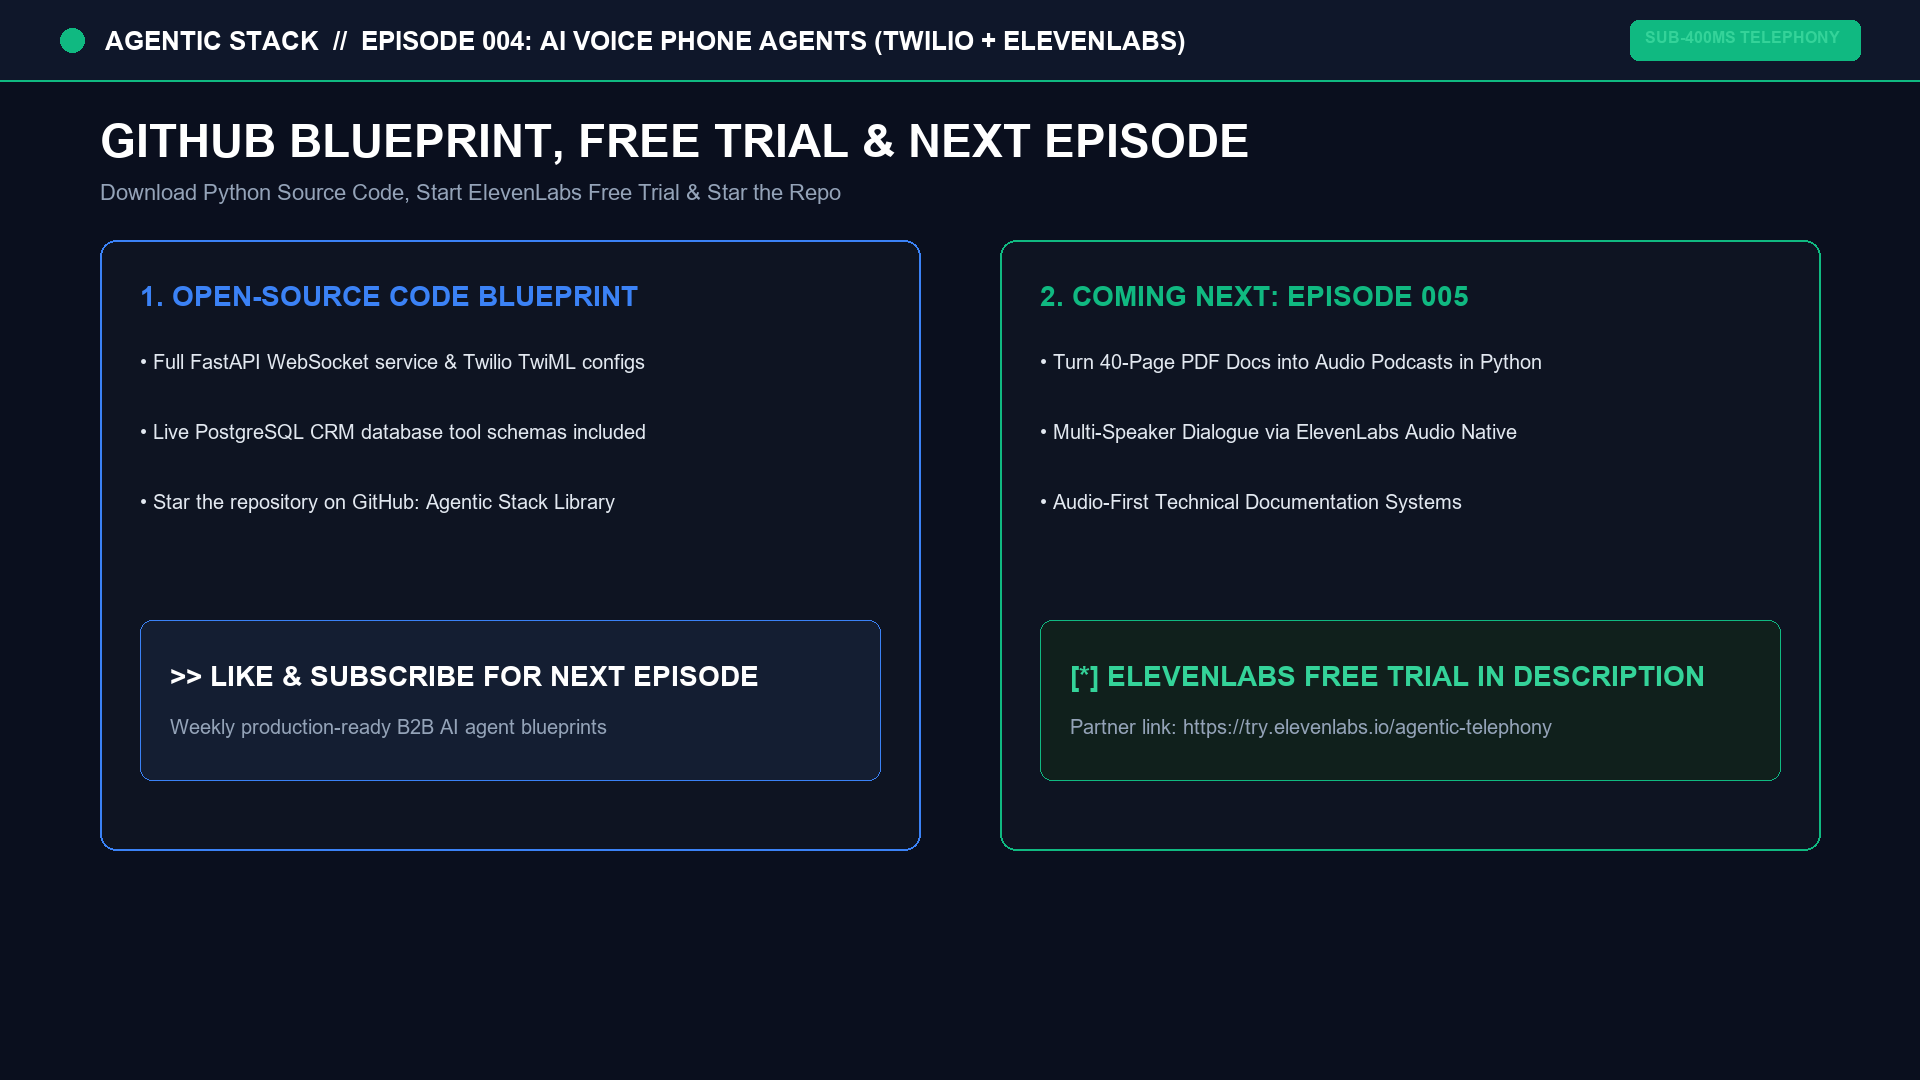 AGENTIC STACK // EPISODE 004: AI VOICE PHONE AGENTS (TWILIO + ELEVENLABS)
SUB-400MS TELEPHONY
GITHUB BLUEPRINT, FREE TRIAL & NEXT EPISODE
Download Python Source Code, Start ElevenLabs Free Trial & Star the Repo
1. OPEN-SOURCE CODE BLUEPRINT
• Full FastAPI WebSocket service & Twilio TwiML configs
• Live PostgreSQL CRM database tool schemas included
• Star the repository on GitHub: Agentic Stack Library
>> LIKE & SUBSCRIBE FOR NEXT EPISODE
Weekly production-ready B2B AI agent blueprints
2. COMING NEXT: EPISODE 005
• Turn 40-Page PDF Docs into Audio Podcasts in Python
• Multi-Speaker Dialogue via ElevenLabs Audio Native
• Audio-First Technical Documentation Systems
[*] ELEVENLABS FREE TRIAL IN DESCRIPTION
Partner link: https://try.elevenlabs.io/agentic-telephony